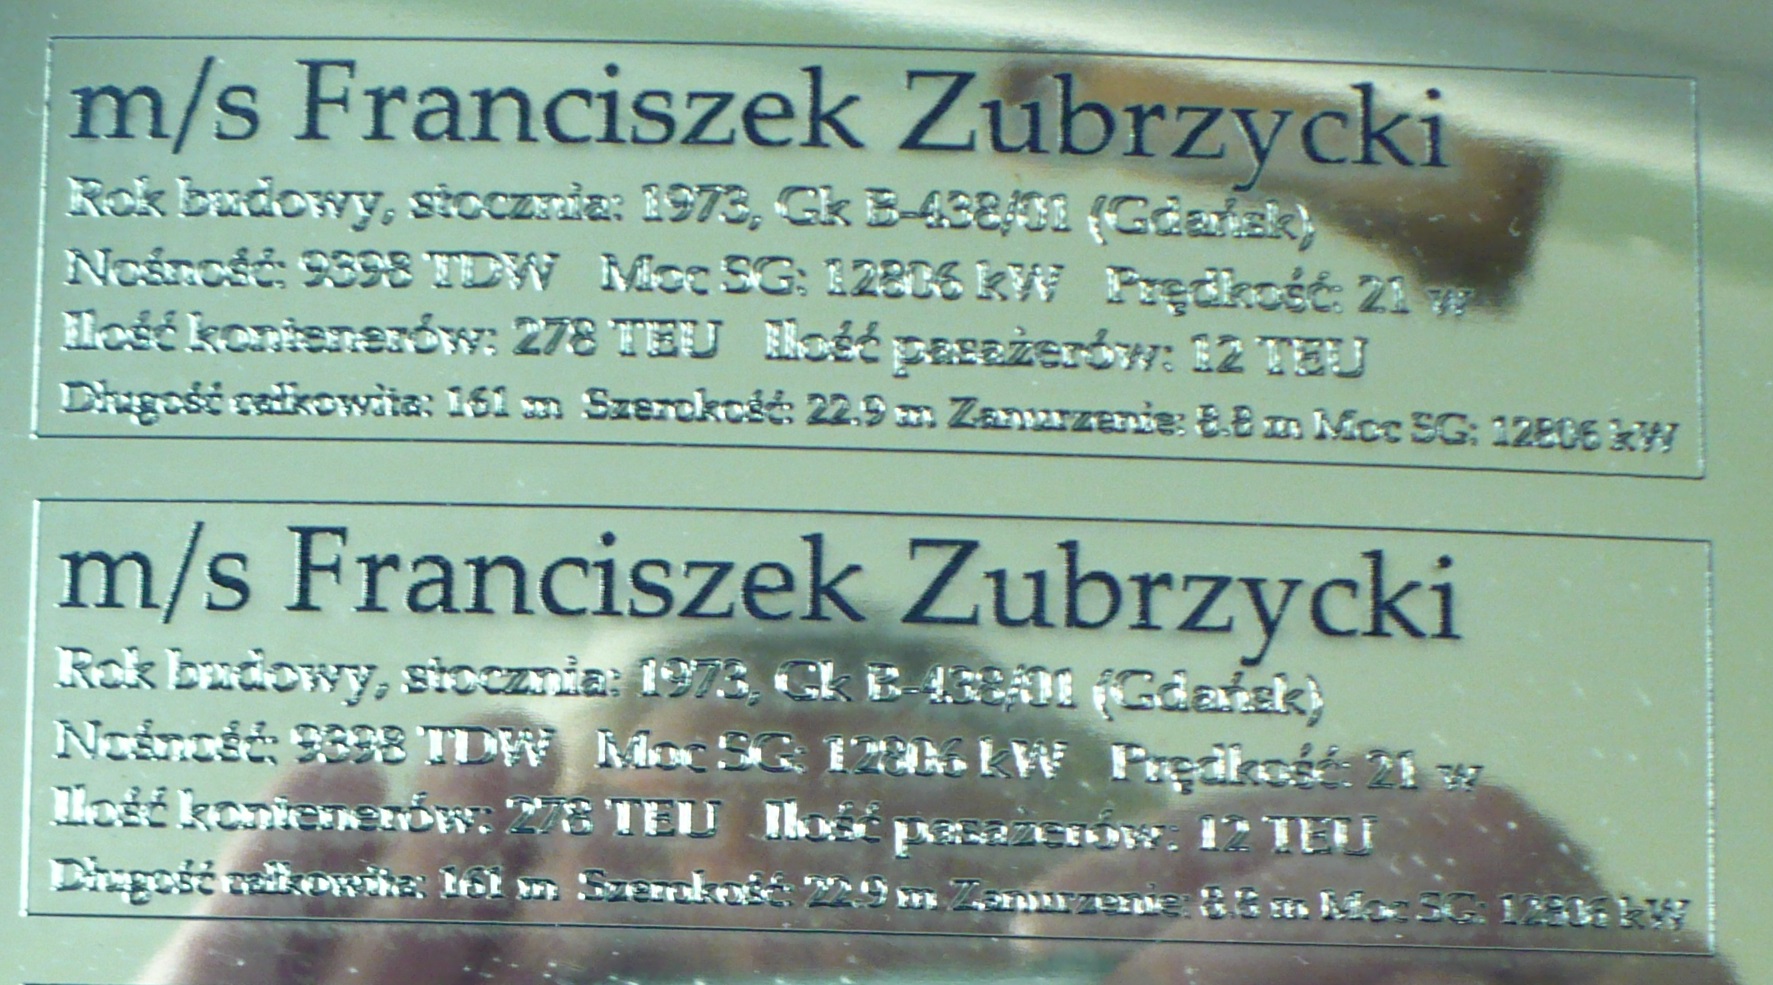 m/s Franciszek Zubrzycki
Rok budowy, stocznia: 1973, Gk B-438/01 (Gdańsk)
Nośność: 9398 TDW Moc SG: 12806 kW Prędkość: 21 w
Ilość kontenerów: 278 TEU Ilość pasażerów: 12 TEU
Długość całkowita: 161 m Szerokość: 22.9 m Zanurzenie: 8.8 m Moc SG: 12806 kW
m/s Franciszek Zubrzycki
Rok budowy, stocznia: 1973, Gk B-438/01 (Gdańsk)
Nośność: 9398 TDW Moc SG: 12806 kW Prędkość: 21 w
Ilość kontenerów: 278 TEU Ilość pasażerów: 12 TEU
Długość całkowita: 161 m Szerokość: 22.9 m Zanurzenie: 8.8 m Moc SG: 12806 kW